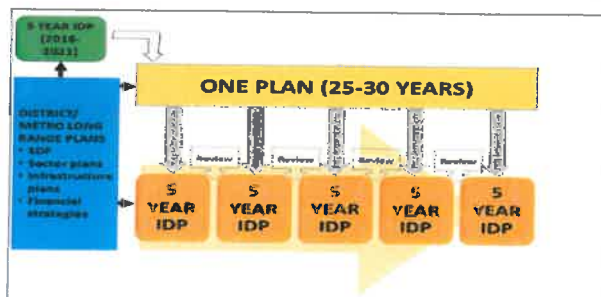 5 YEAR IDP
(2016-
2021)
ONE PLAN (25-30 YEARS)
DISTRICT/
METRO LONG
RANGE PLANS
• SDF
• Sector plans
• Infrastructure
plans
• Financial
strategies
Review
Review
Review
Review
5
YEAR
IDP
5
YEAR
IDP
5
YEAR
IDP
5
YEAR
IDP
5
YEAR
IDP